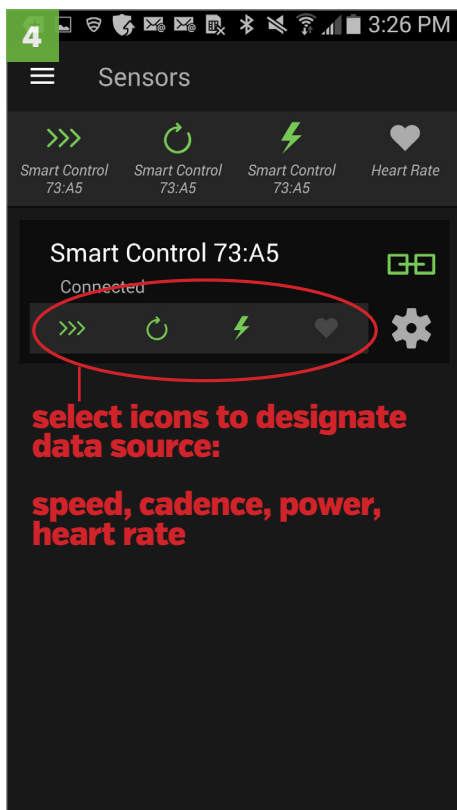 4
3:26 PM
Sensors
Smart Control
73:A5
Smart Control
73:A5
Smart Control
73:A5
Heart Rate
Smart Control 73:A5
Connected
select icons to designate
data source:
speed, cadence, power,
heart rate